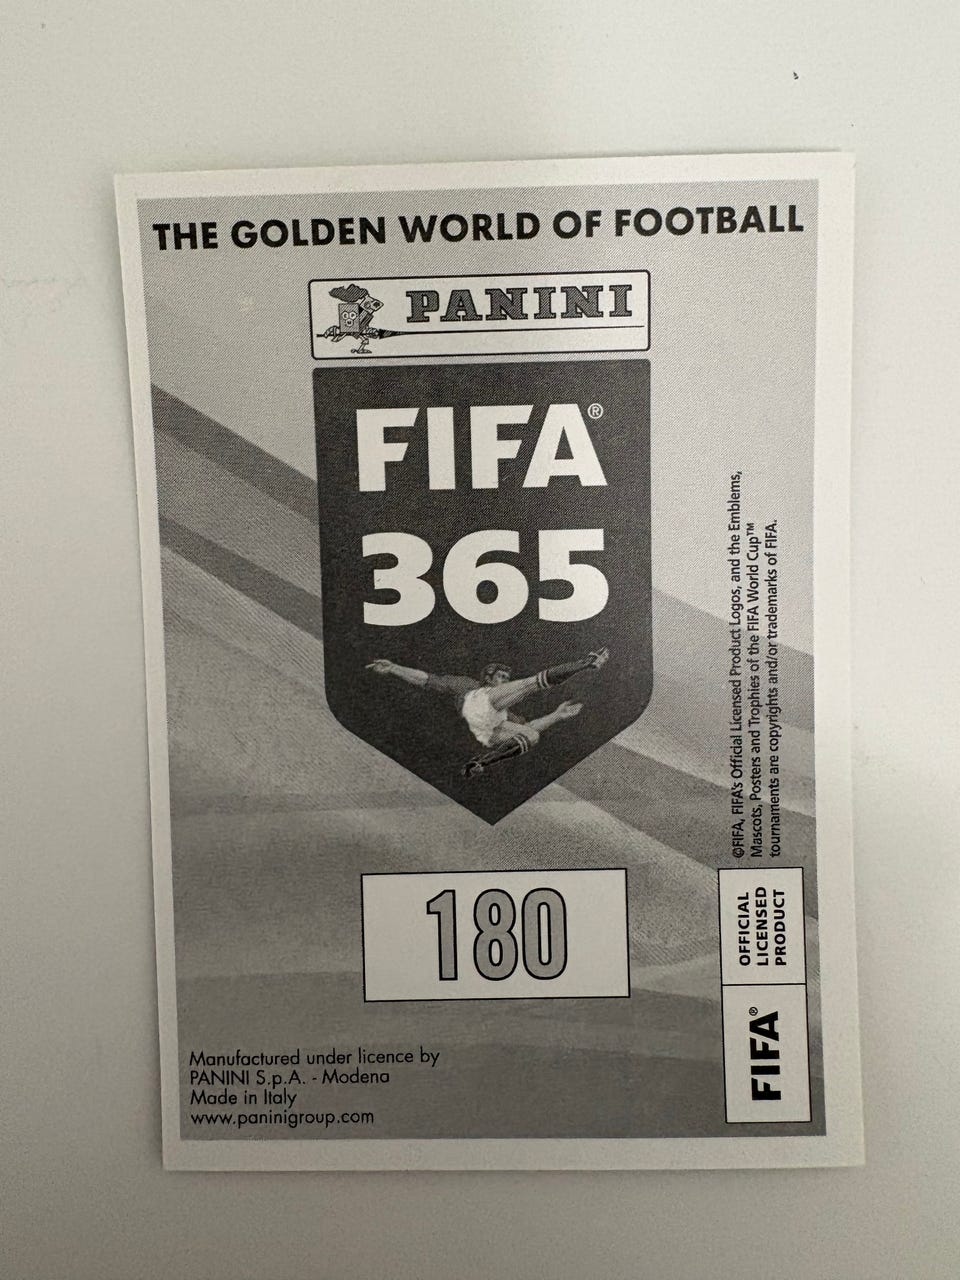 THE GOLDEN WORLD OF FOOTBALL
PANINI
FIFA®
365
©FIFA, FIFA's Official Licensed Product Logos, and the Emblems,
Mascots, Posters and Trophies of the FIFA World Cup™
tournaments are copyrights and/or trademarks of FIFA.
180
OFFICIAL
LICENSED
PRODUCT
FIFA®
Manufactured under licence by
PANINI S.p.A. - Modena
Made in Italy
www.paninigroup.com